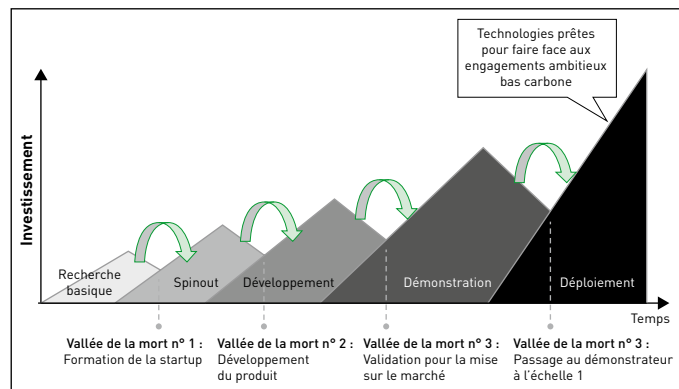 Technologies prêtes
pour faire face aux
engagements ambitieux
bas carbone
Investissement
Recherche
basique
Spinout
Développement
Démonstration
Déploiement
Temps
Vallée de la mort n° 1 :
Formation de la startup
Vallée de la mort n° 2 :
Développement
du produit
Vallée de la mort n° 3 :
Validation pour la mise
sur le marché
Vallée de la mort n° 3 :
Passage au démonstrateur
à l'échelle 1